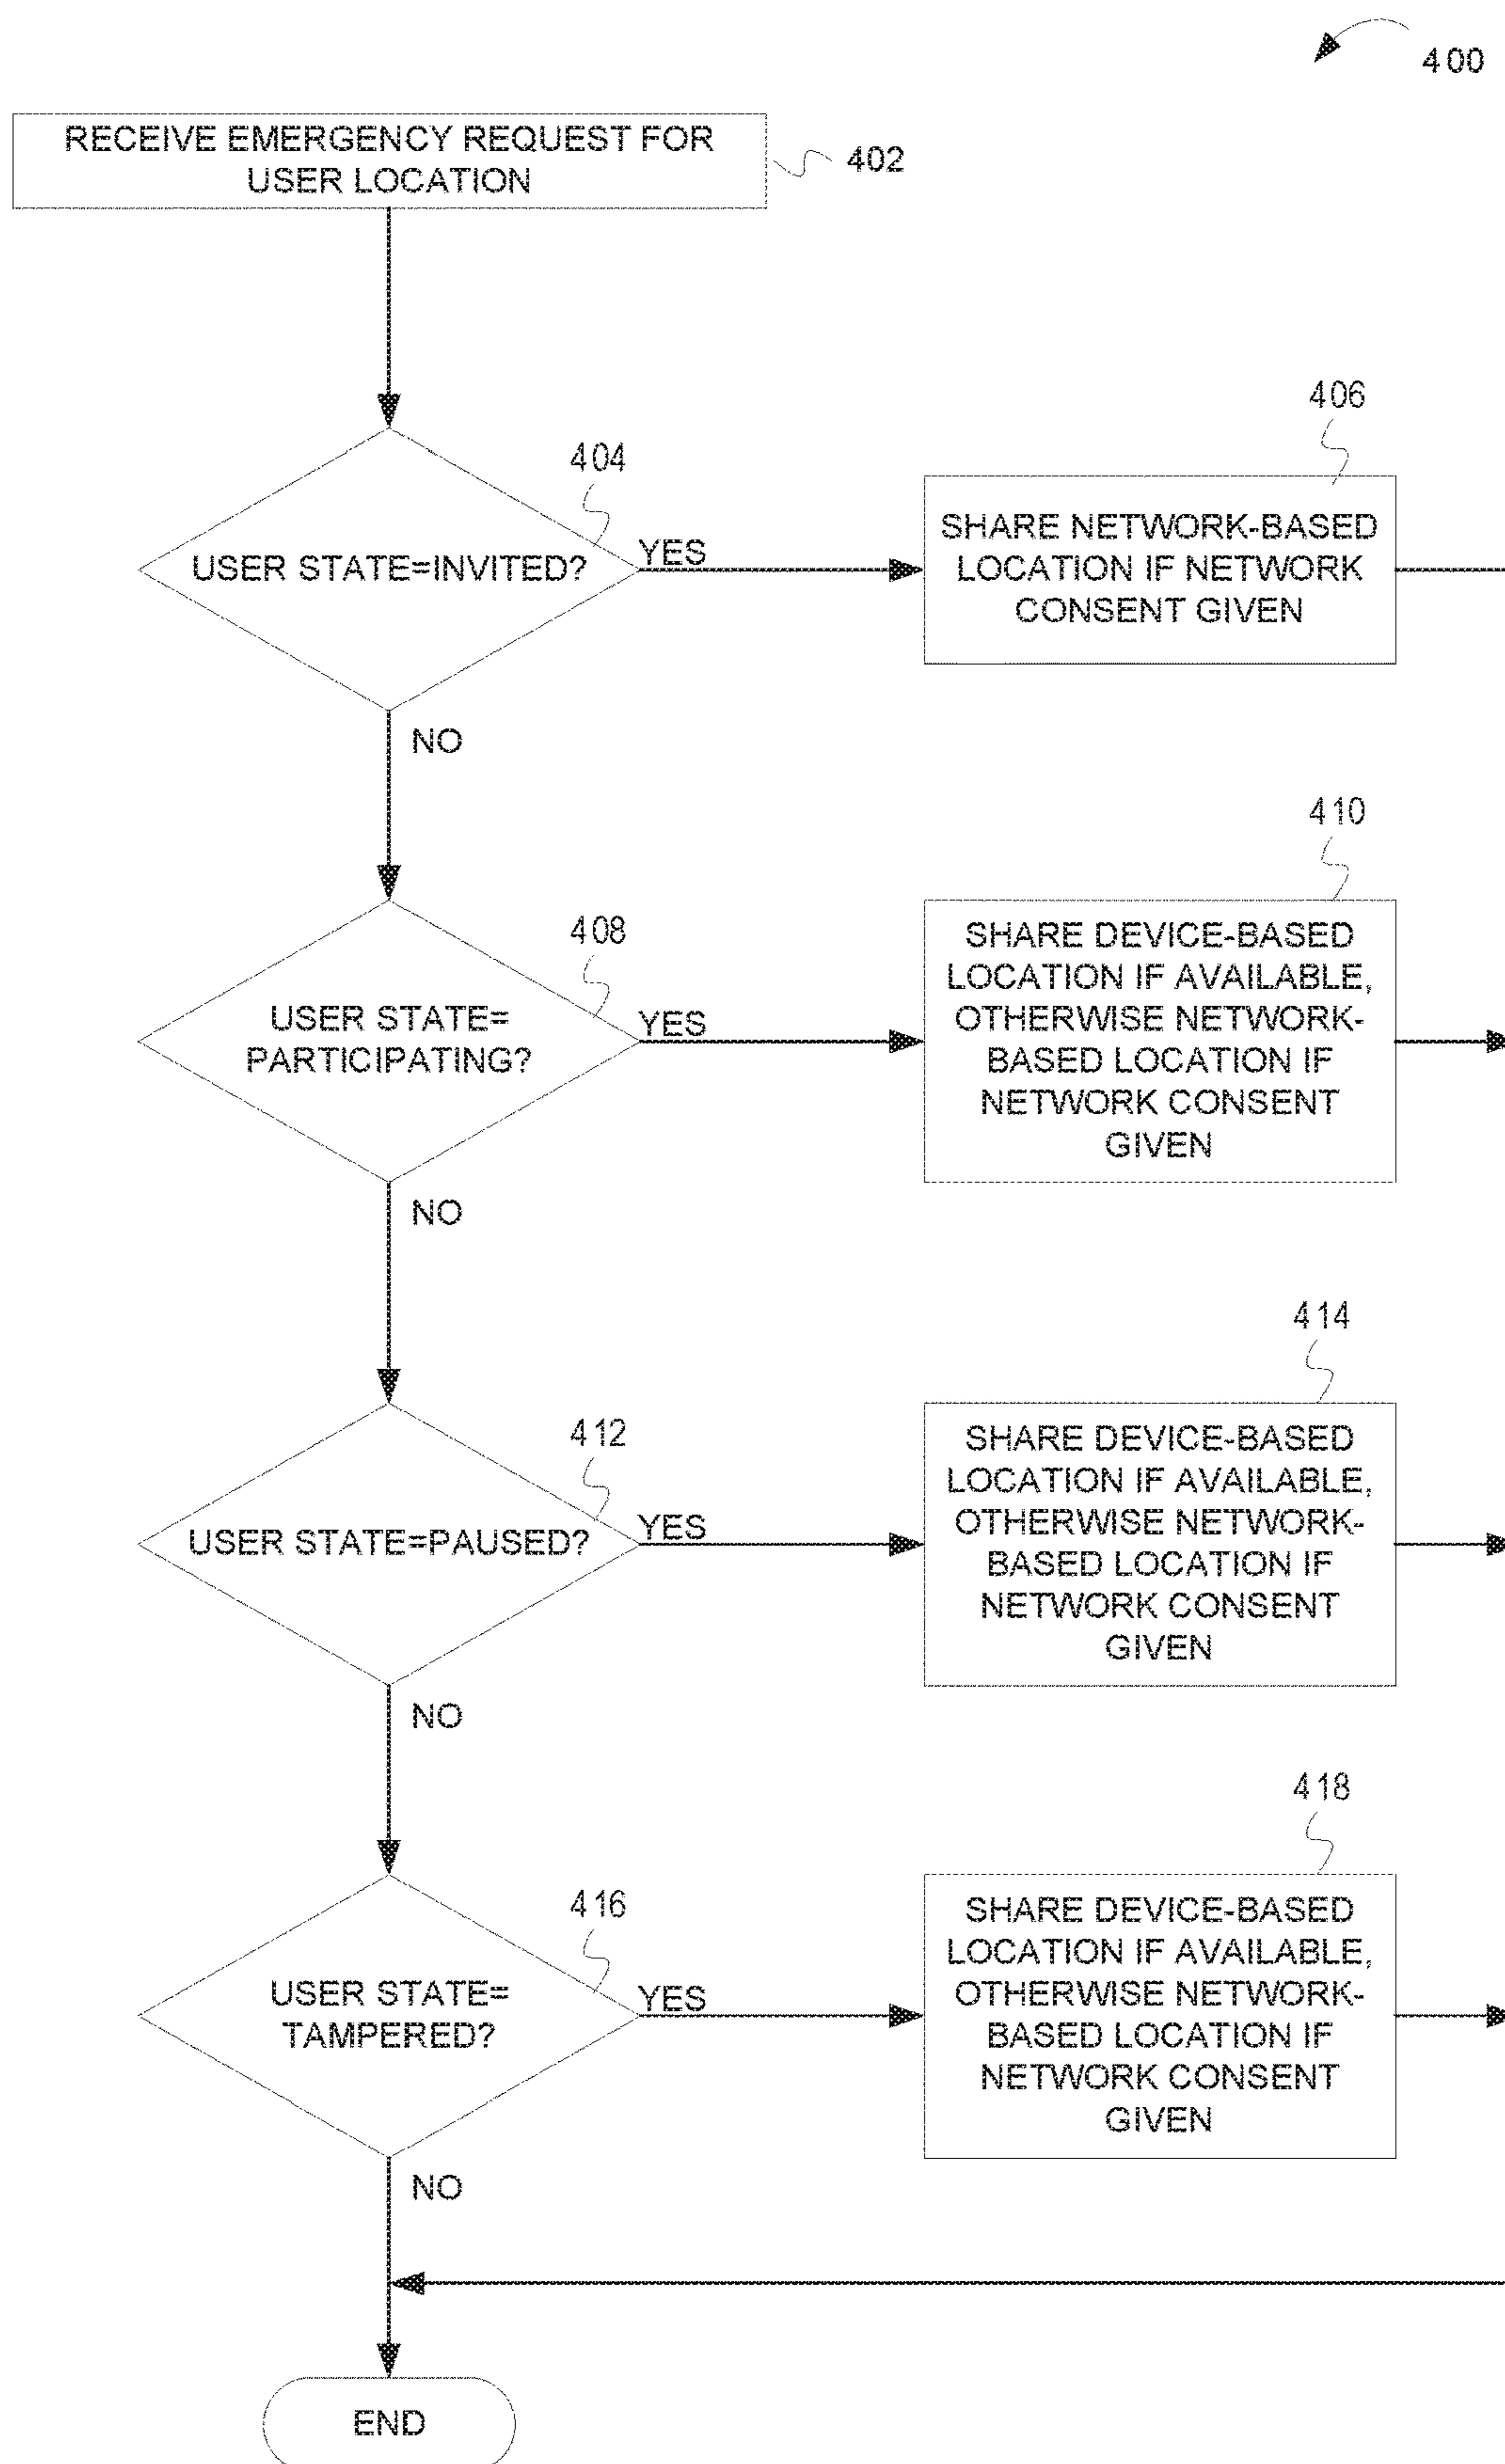 400
RECEIVE EMERGENCY REQUEST FOR
USER LOCATION
402
404
USER STATE=INVITED?
YES
406
SHARE NETWORK-BASED
LOCATION IF NETWORK
CONSENT GIVEN
NO
408
USER STATE=
PARTICIPATING?
YES
410
SHARE DEVICE-BASED
LOCATION IF AVAILABLE,
OTHERWISE NETWORK-
BASED LOCATION IF
NETWORK CONSENT
GIVEN
NO
412
USER STATE=PAUSED?
YES
414
SHARE DEVICE-BASED
LOCATION IF AVAILABLE,
OTHERWISE NETWORK-
BASED LOCATION IF
NETWORK CONSENT
GIVEN
NO
416
USER STATE=
TAMPERED?
YES
418
SHARE DEVICE-BASED
LOCATION IF AVAILABLE,
OTHERWISE NETWORK-
BASED LOCATION IF
NETWORK CONSENT
GIVEN
NO
END